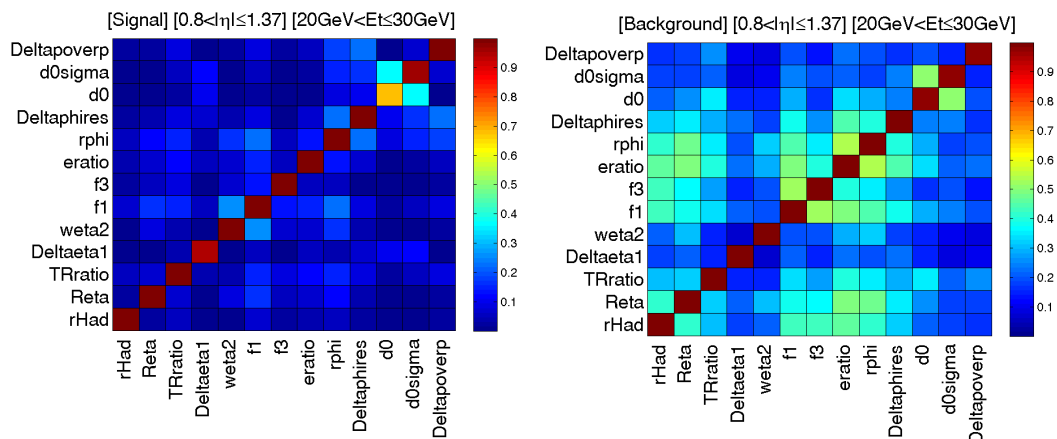 [Signal] [0.8<|η|≤1.37] [20GeV<Et≤30GeV]
Deltapoverp
d0sigma
d0
Deltaphires
rphi
eratio
f3
f1
weta2
Deltaeta1
TRratio
Reta
rHad
rHad
Reta
TRratio
Deltaeta1
weta2
f1
f3
eratio
rphi
Deltaphires
d0
d0sigma
Deltapoverp
0.9
0.8
0.7
0.6
0.5
0.4
0.3
0.2
0.1
[Background] [0.8<|η|≤1.37] [20GeV<Et≤30GeV]
Deltapoverp
d0sigma
d0
Deltaphires
rphi
eratio
f3
f1
weta2
Deltaeta1
TRratio
Reta
rHad
rHad
Reta
TRratio
Deltaeta1
weta2
f1
f3
eratio
rphi
Deltaphires
d0
d0sigma
Deltapoverp
0.9
0.8
0.7
0.6
0.5
0.4
0.3
0.2
0.1